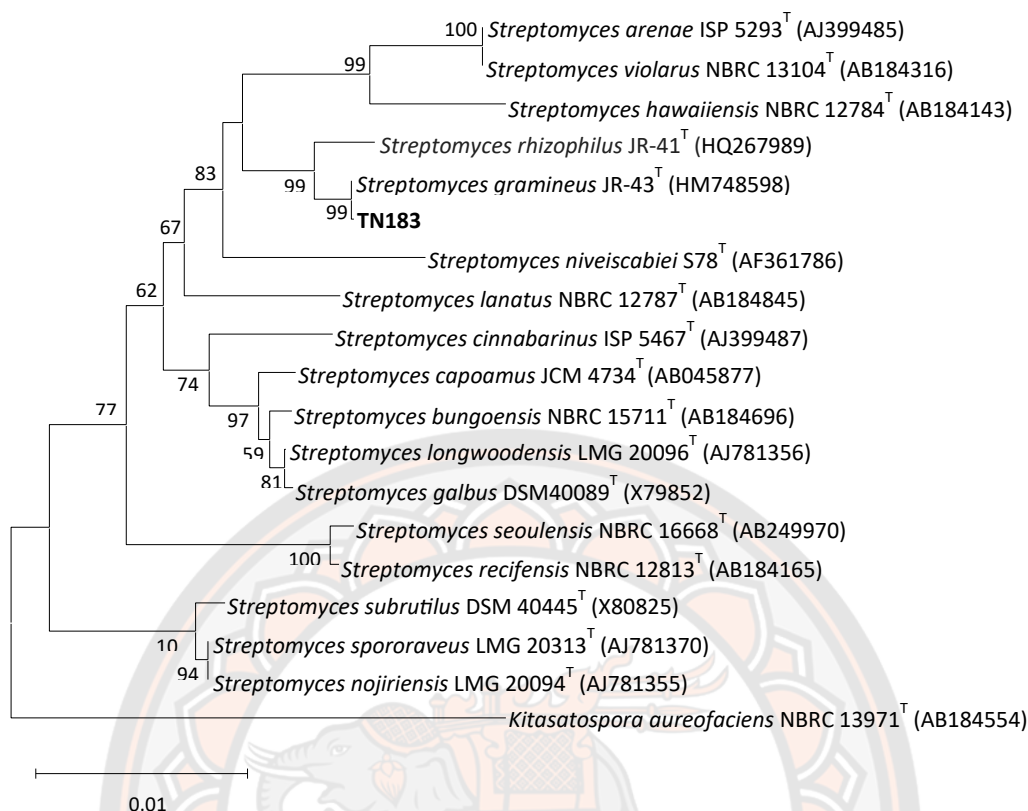 100 Streptomyces arenae ISP 5293T (AJ399485)
Streptomyces violarus NBRC 13104T (AB184316)
99
Streptomyces hawaiiensis NBRC 12784T (AB184143)
Streptomyces rhizophilus JR-41T (HQ267989)
83
99
Streptomyces gramineus JR-43T (HM748598)
99 TN183
67
Streptomyces niveiscabiei S78T (AF361786)
62
Streptomyces lanatus NBRC 12787T (AB184845)
Streptomyces cinnabarinus ISP 5467T (AJ399487)
74
Streptomyces capoamus JCM 4734T (AB045877)
77
97
Streptomyces bungoensis NBRC 15711T (AB184696)
59
Streptomyces longwoodensis LMG 20096T (AJ781356)
81
Streptomyces galbus DSM40089T (X79852)
Streptomyces seoulensis NBRC 16668T (AB249970)
100
Streptomyces recifensis NBRC 12813T (AB184165)
Streptomyces subrutilus DSM 40445T (X80825)
10
Streptomyces spororaveus LMG 20313T (AJ781370)
94
Streptomyces nojiriensis LMG 20094T (AJ781355)
Kitasatospora aureofaciens NBRC 13971T (AB184554)
0.01